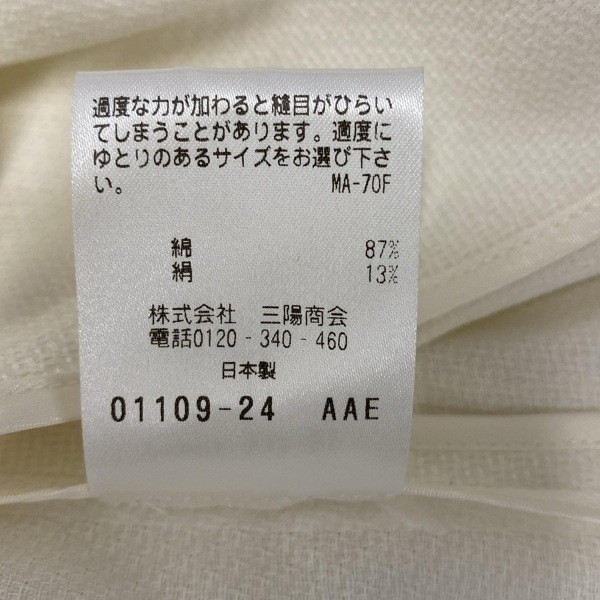 過度な力が加わると縫目がひらい
てしまうことがあります。適度に
ゆとりのあるサイズをお選び下さ
い。 MA-70F
綿 87%
絹 13%
株式会社 三陽商会
電話0120-340-460
日本製
01109-24 AAE